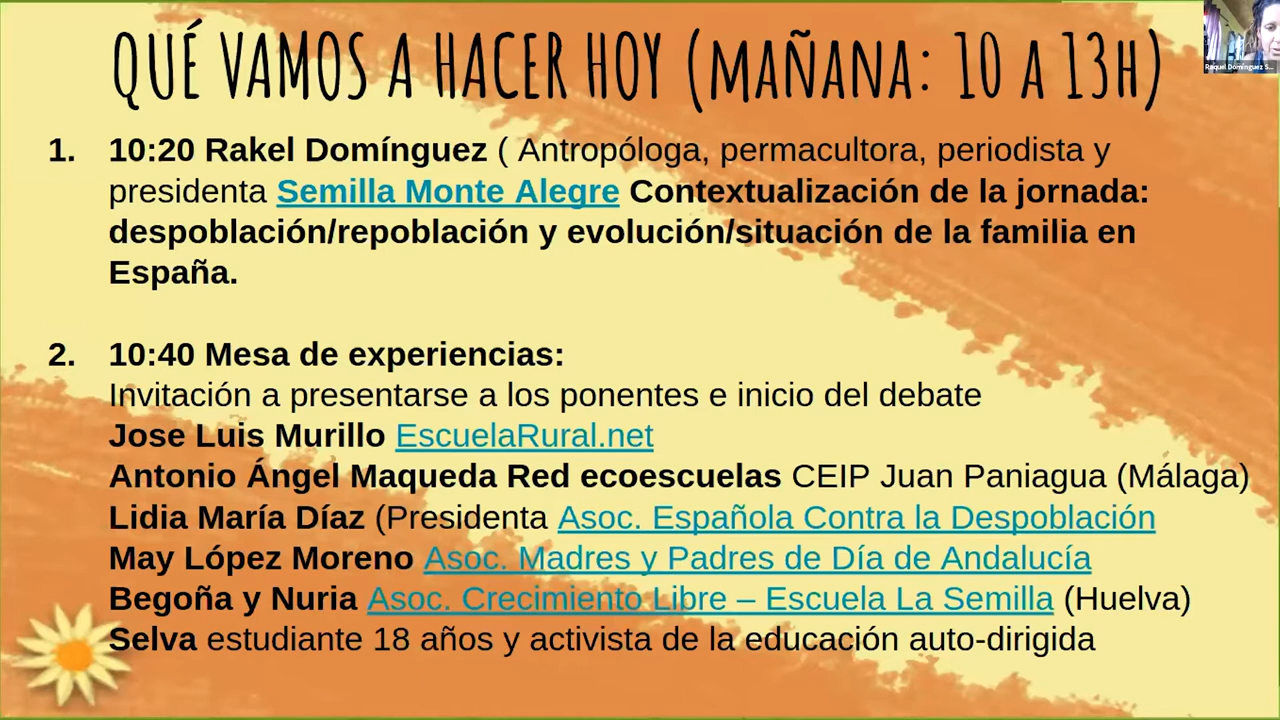 QUÉ VAMOS A HACER HOY (MAÑANA: 10 A 13H)
Raquel Domínguez S...
1. 10:20 Rakel Domínguez ( Antropóloga, permacultora, periodista y
presidenta Semilla Monte Alegre Contextualización de la jornada:
despoblación/repoblación y evolución/situación de la familia en
España.
2. 10:40 Mesa de experiencias:
Invitación a presentarse a los ponentes e inicio del debate
Jose Luis Murillo EscuelaRural.net
Antonio Ángel Maqueda Red ecoescuelas CEIP Juan Paniagua (Málaga)
Lidia María Díaz (Presidenta Asoc. Española Contra la Despoblación
May López Moreno Asoc. Madres y Padres de Día de Andalucía
Begoña y Nuria Asoc. Crecimiento Libre – Escuela La Semilla (Huelva)
Selva estudiante 18 años y activista de la educación auto-dirigida